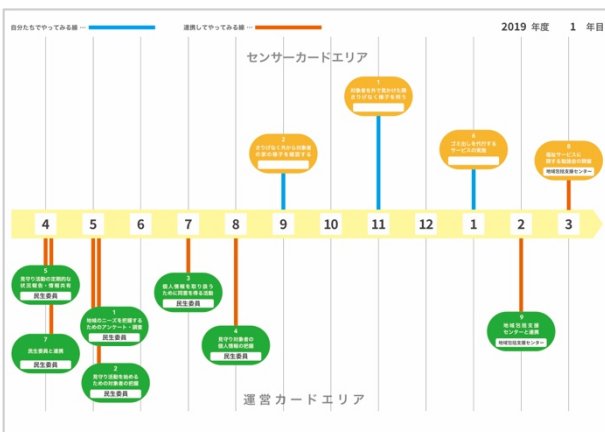 自分たちでやってみる線 …
連携してやってみる線 …
2019 年度 1 年目
センサーカードエリア
1
対象者を外で見かけた際
さりげなく様子を伺う
2
さりげなく外から対象者
の家の様子を確認する
6
ゴミ出しを代行する
サービスの実施
8
福祉サービスに
関する勉強会の開催
地域包括支援センター
4 5 6 7 8 9 10 11 12 1 2 3
5
見守り活動の定期的な
状況報告・情報共有
民生委員
7
民生委員と連携
民生委員
1
地域のニーズを把握する
ためのアンケート・調査
民生委員
2
見守り活動を始める
ための対象者の把握
民生委員
3
個人情報を取り扱う
ために同意を得る活動
民生委員
4
見守り対象者の
個人情報の把握
民生委員
9
地域包括支援
センターと連携
地域包括支援センター
運営カードエリア